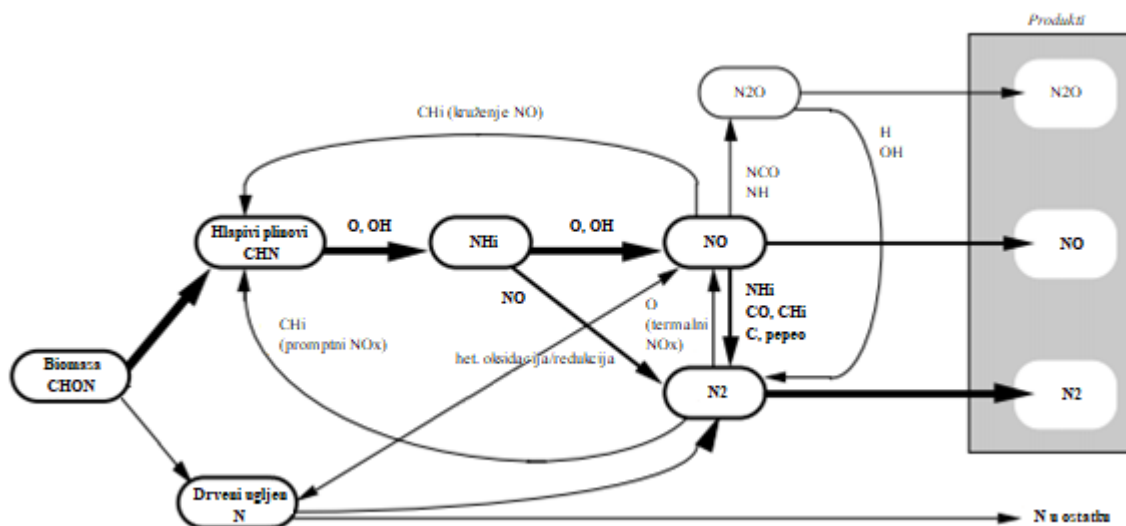 Produkti
N2O
N2O
CHi (kruženje NO)
H
OH
NCO
NH
Hlapivi plinovi
CHN
O, OH
NHi
O, OH
NO
NO
NO
NHi
CO, CHi
C, pepeo
O
(termalni
NOx)
CHi
(promptni NOx)
het. oksidacija/redukcija
Biomasa
CHON
N2
N2
Drveni ugljen
N
N u ostatku